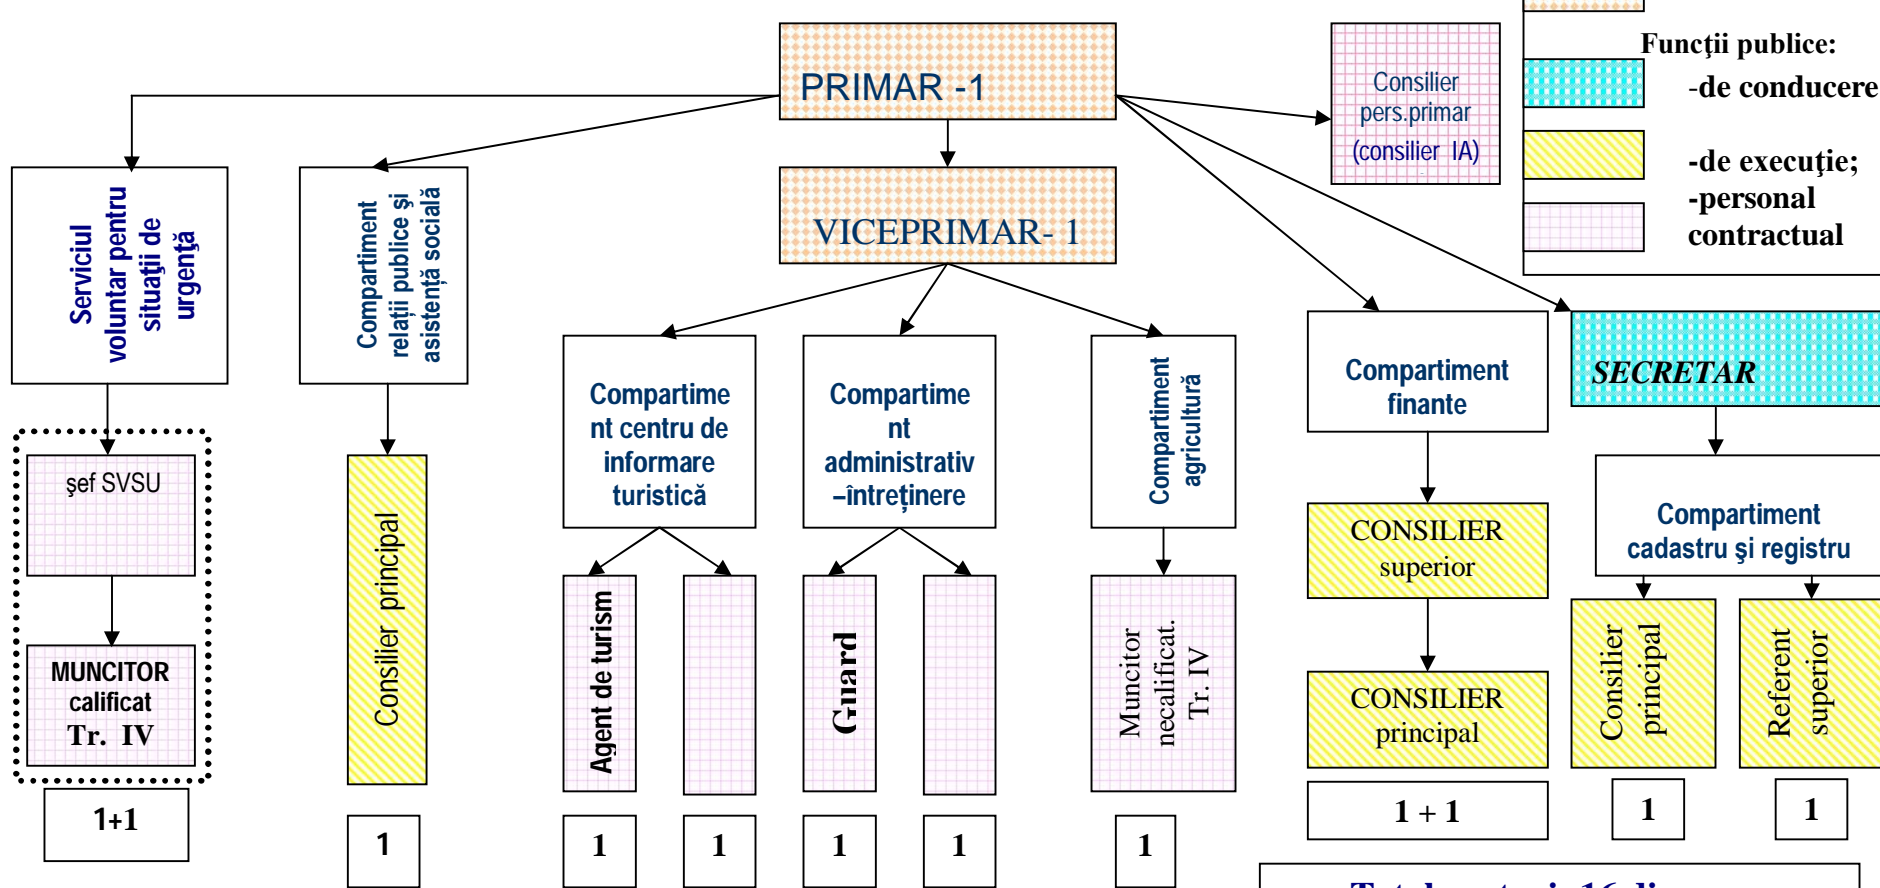 PRIMAR -1
Consilier
pers.primar
(consilier IA)
Funcţii publice:
-de conducere
-de execuţie;
-personal
contractual
Serviciul
voluntar pentru
situaţii de
urgenţă
Compartiment
relaţii publice şi
asistenţă socială
VICEPRIMAR- 1
Compartime
nt centru de
informare
turistică
Compartime
nt
administrativ
–întreţinere
Compartiment
agricultură
Compartiment
finante
SECRETAR
şef SVSU
MUNCITOR
calificat
Tr. IV
Consilier principal
Agent de turism
Guard
Muncitor
necalificat.
Tr. IV
CONSILIER
superior
CONSILIER
principal
Compartiment
cadastru şi registru
Consilier
principal
Referent
superior
1+1
1
1
1
1
1
1
1 + 1
1
1